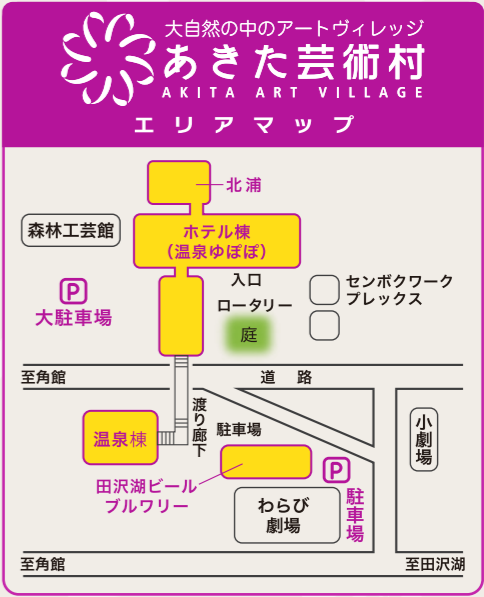 大自然の中のアートヴィレッジ
あきた芸術村
AKITA ART VILLAGE
エリアマップ
北浦
森林工芸館
ホテル棟
(温泉ゆぽぽ)
入口
ロータリー
庭
センボクワーク
プレックス
P
大駐車場
至角館
道 路
渡り廊下
駐車場
小劇場
温泉棟
田沢湖ビール
ブルワリー
P
駐車場
わらび
劇場
至角館
至田沢湖